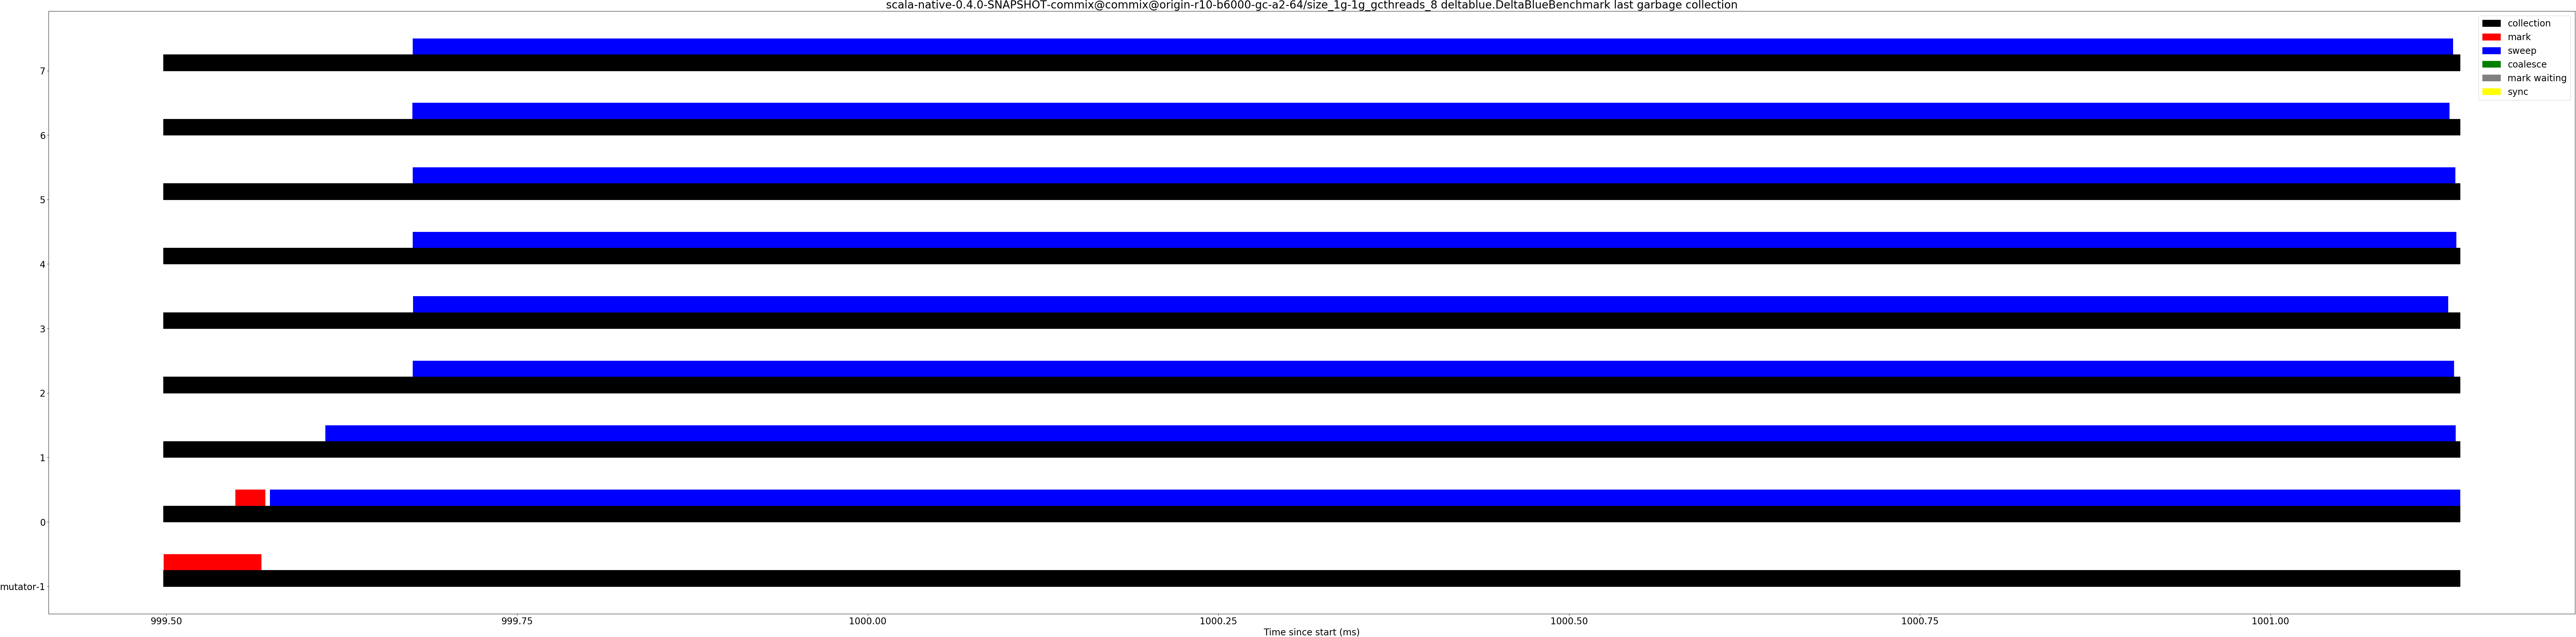 scala-native-0.4.0-SNAPSHOT-commix@commix@origin-r10-b6000-gc-a2-64/size_1g-1g_gcthreads_8 deltablue.DeltaBlueBenchmark last garbage collection
collection
mark
sweep
coalesce
mark waiting
sync
7
6
5
4
3
2
1
0
mutator-1
999.50 999.75 1000.00 1000.25 1000.50 1000.75 1001.00
Time since start (ms)